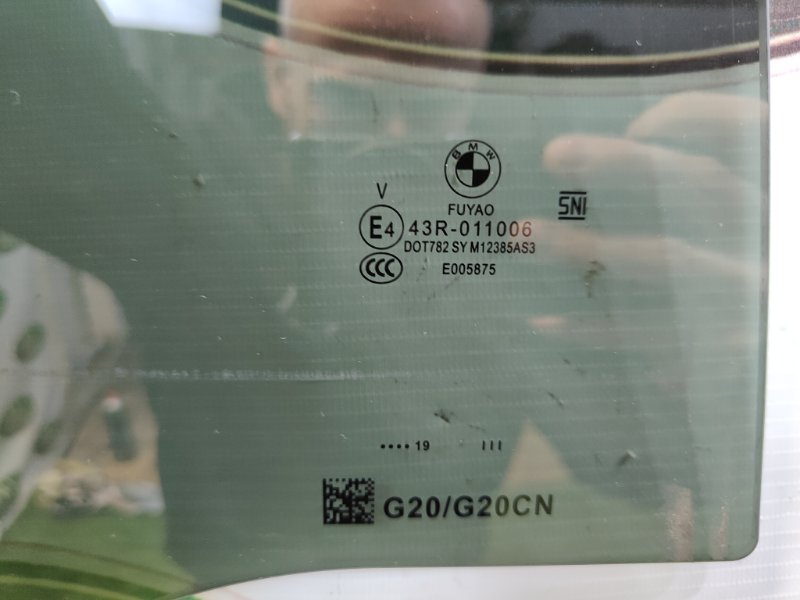 BMW
V
FUYAO
SNI
E4 43R-011006
DOT782 SY M12385AS3
CCC
E005875
•••• 19 III
G20/G20CN